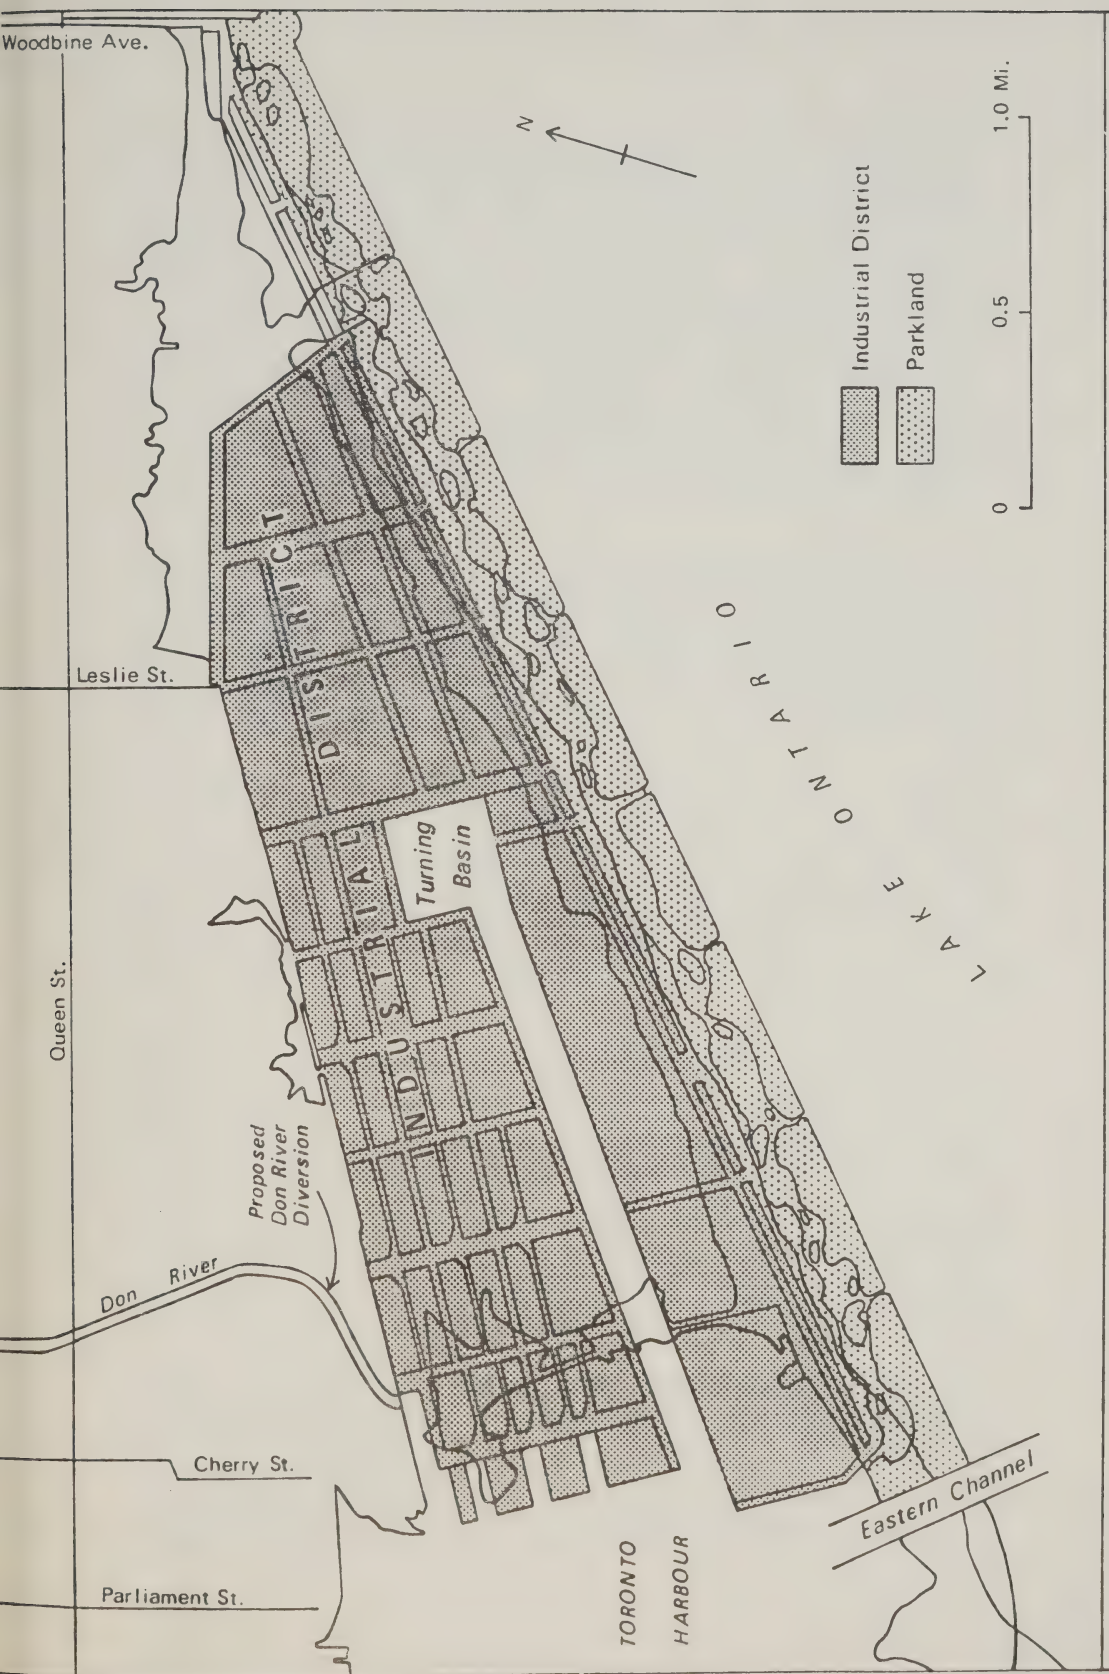 Woodbine Ave.
N
1.0 Mi.
0.5
0
Industrial District
Parkland
Leslie St.
Queen St.
INDUSTRIAL DISTRICT
Turning
Basin
LAKE ONTARIO
Proposed
Don River
Diversion
Don River
Cherry St.
Parliament St.
TORONTO
HARBOUR
Eastern Channel